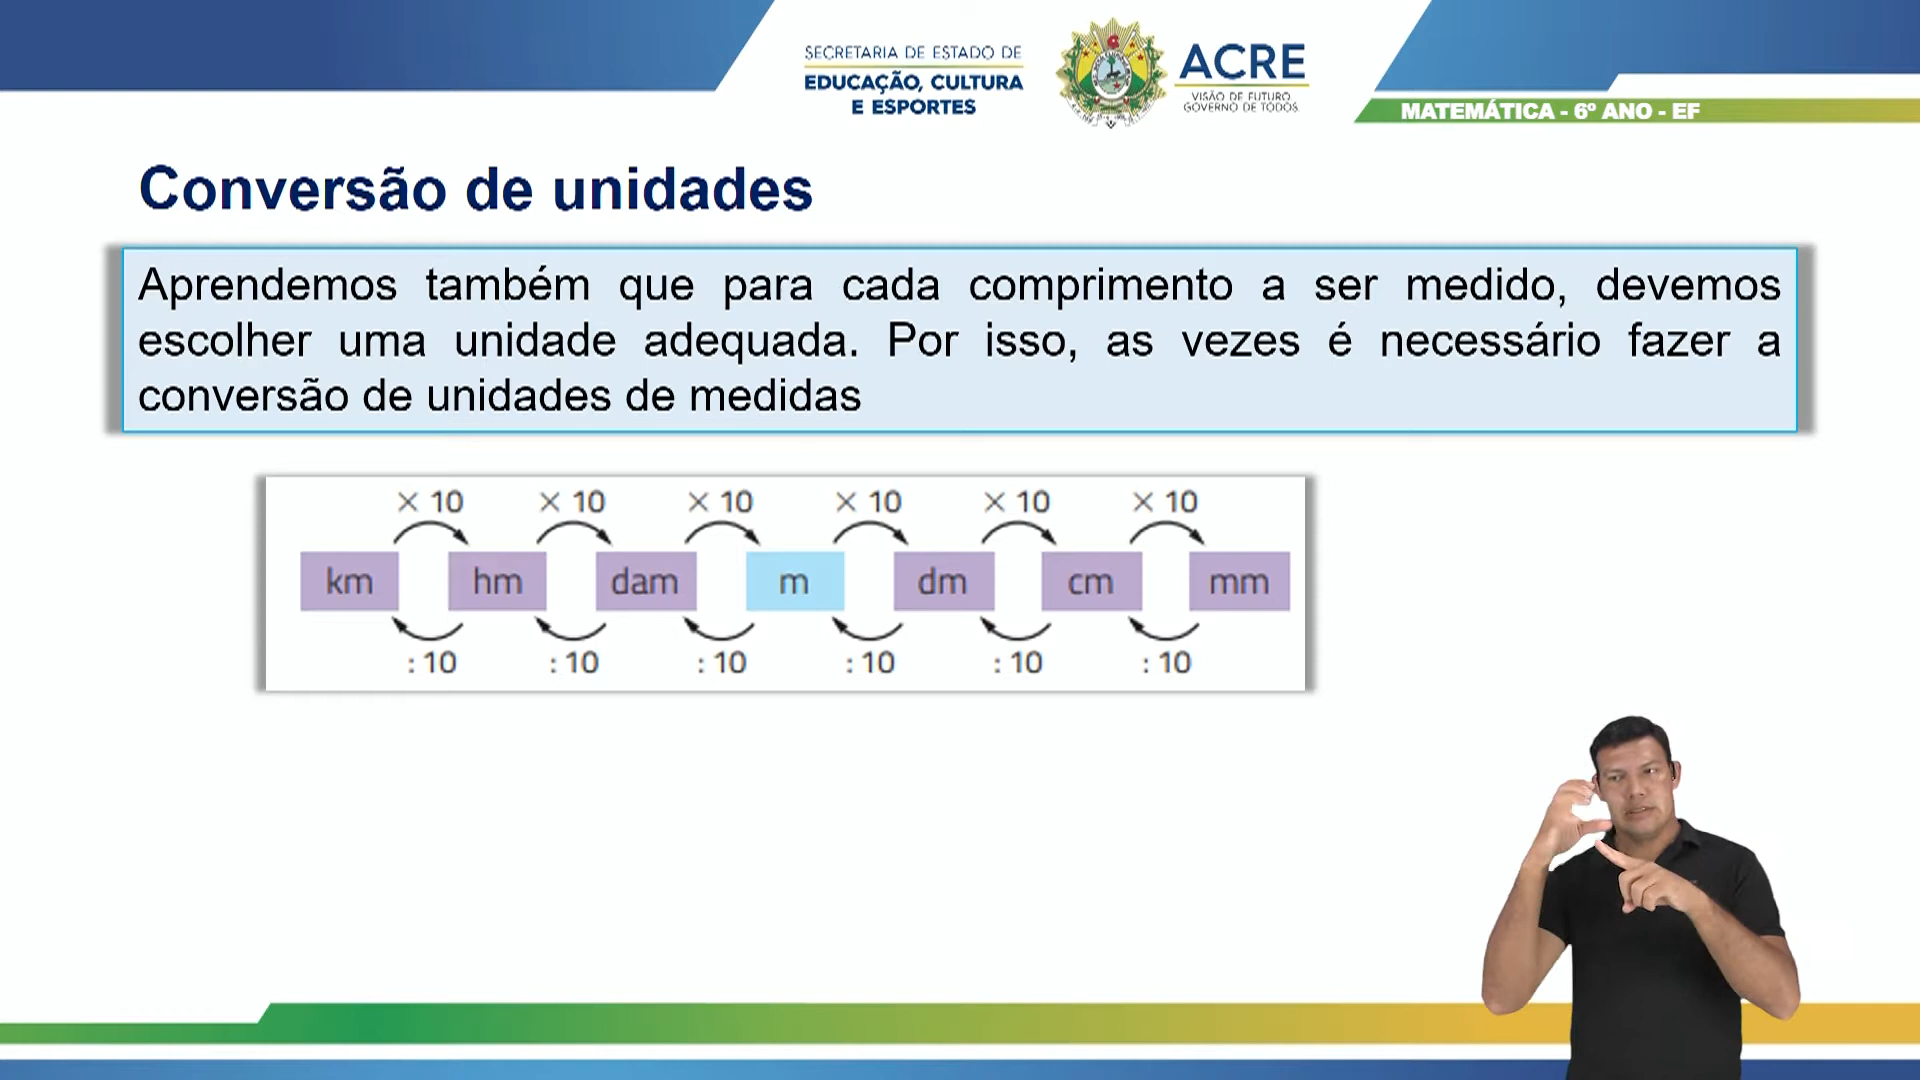 SECRETARIA DE ESTADO DE
EDUCAÇÃO, CULTURA
E ESPORTES
ACRE
VISÃO DE FUTURO
GOVERNO DE TODOS
MATEMÁTICA - 6º ANO - EF
Conversão de unidades
Aprendemos também que para cada comprimento a ser medido, devemos
escolher uma unidade adequada. Por isso, as vezes é necessário fazer a
conversão de unidades de medidas
× 10 × 10 × 10 × 10 × 10 × 10
km hm dam m dm cm mm
: 10 : 10 : 10 : 10 : 10 : 10